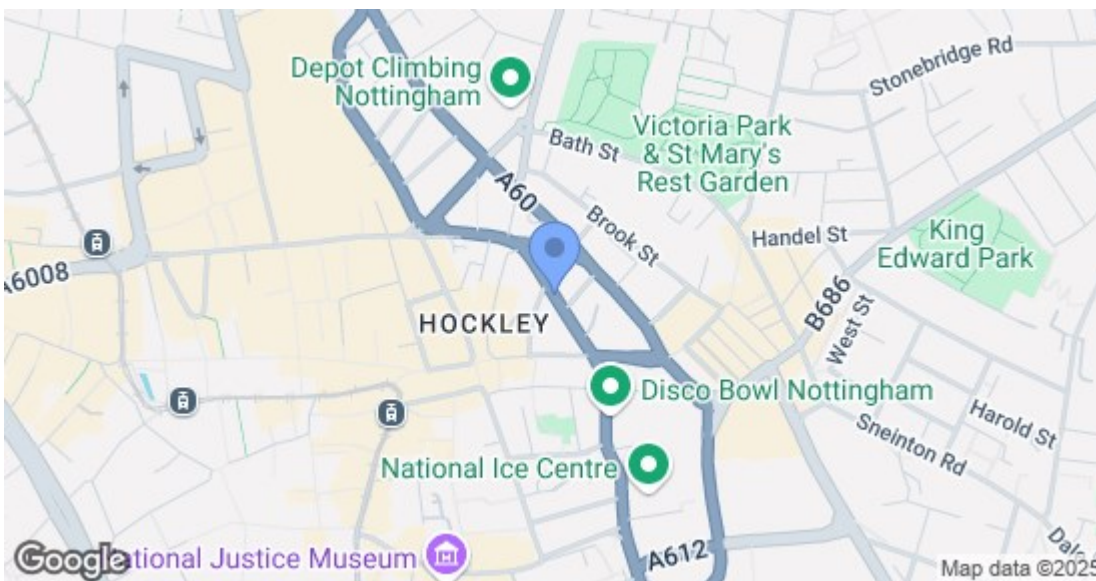 Depot Climbing
Nottingham
Stonebridge Rd
Bath St
Victoria Park
& St Mary's
Rest Garden
A60
Brook St
Handel St
King
Edward Park
A6008
B686
HOCKLEY
West St
Disco Bowl Nottingham
Harold St
Sneinton Rd
National Ice Centre
A612
Dale
Google
ational Justice Museum
Map data ©2025